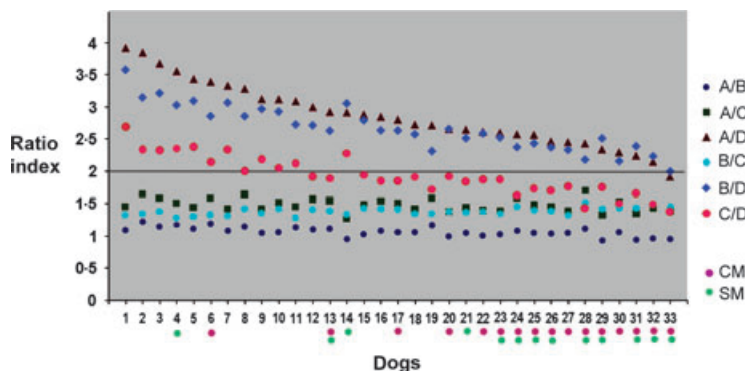 4
3·5
3
2·5
2
1·5
1
0·5
0
Ratio
index
1 2 3 4 5 6 7 8 9 10 11 12 13 14 15 16 17 18 19 20 21 22 23 24 25 26 27 28 29 30 31 32 33
Dogs
A/B
A/C
A/D
B/C
B/D
C/D
CM
SM